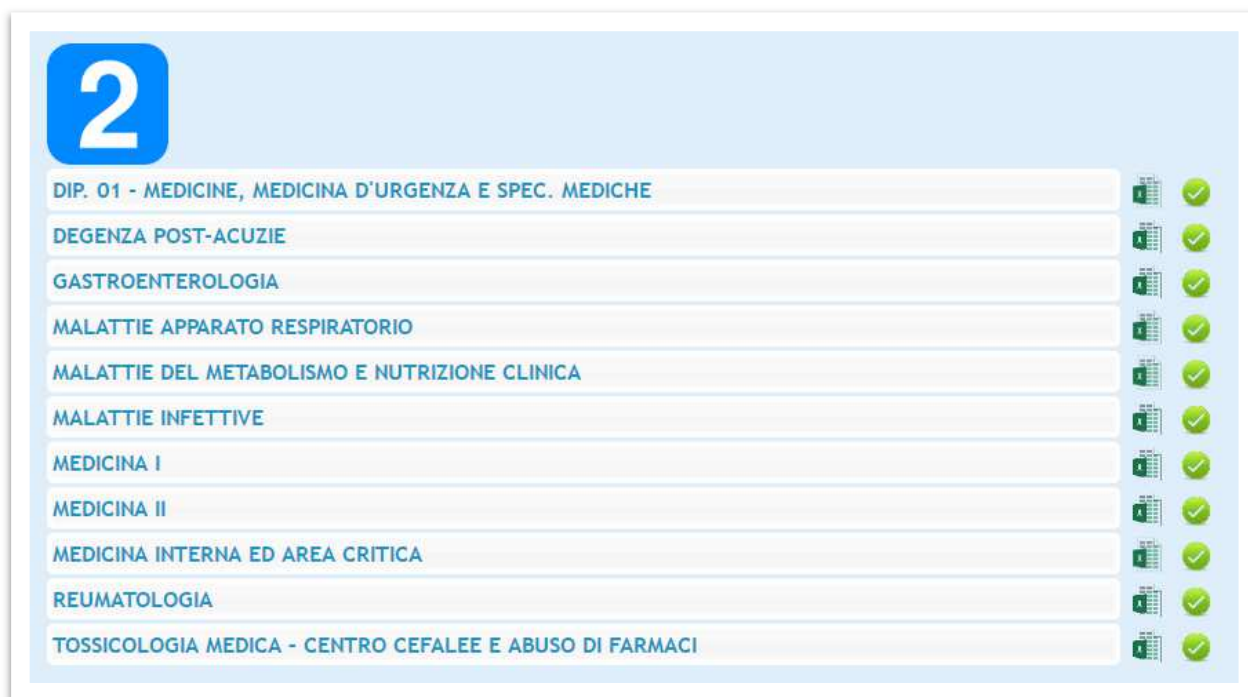 2
DIP. 01 - MEDICINE, MEDICINA D'URGENZA E SPEC. MEDICHE
DEGENZA POST-ACUZIE
GASTROENTEROLOGIA
MALATTIE APPARATO RESPIRATORIO
MALATTIE DEL METABOLISMO E NUTRIZIONE CLINICA
MALATTIE INFETTIVE
MEDICINA I
MEDICINA II
MEDICINA INTERNA ED AREA CRITICA
REUMATOLOGIA
TOSSICOLOGIA MEDICA - CENTRO CEFALEE E ABUSO DI FARMACI